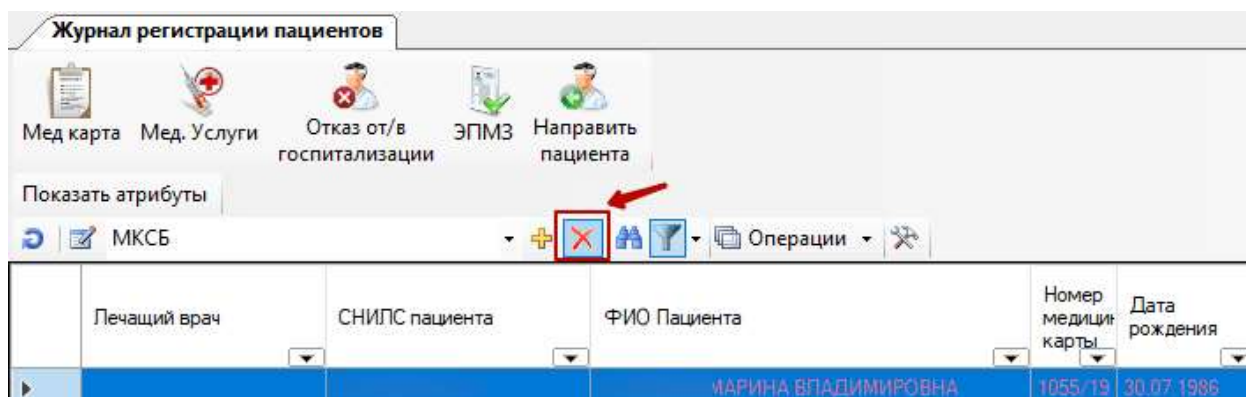 Журнал регистрации пациентов
Мед карта Мед. Услуги Отказ от/в госпитализации ЭПМЗ Направить пациента
Показать атрибуты
МКСБ Операции
Лечащий врач СНИЛС пациента ФИО Пациента Номер медицин карты Дата рождения
МАРИНА ВЛАДИМИРОВНА 1055/19 30.07.1986